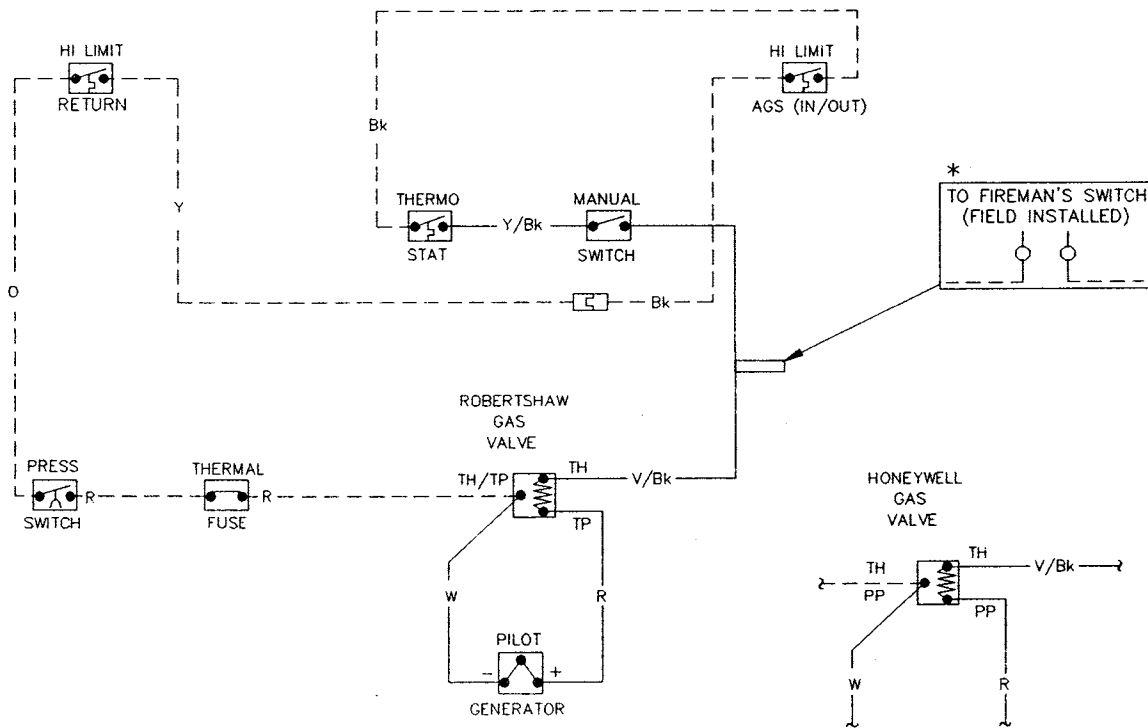 HI LIMIT
RETURN
HI LIMIT
AGS (IN/OUT)
Bk
Y
O
THERMO
STAT
Y/Bk
MANUAL
SWITCH
Bk
*
TO FIREMAN'S SWITCH
(FIELD INSTALLED)
ROBERTSHAW
GAS
VALVE
PRESS
SWITCH
R
THERMAL
FUSE
R
TH/TP
TH
V/Bk
TP
W
R
PILOT
- +
GENERATOR
HONEYWELL
GAS
VALVE
TH
PP
TH
V/Bk
PP
W
R